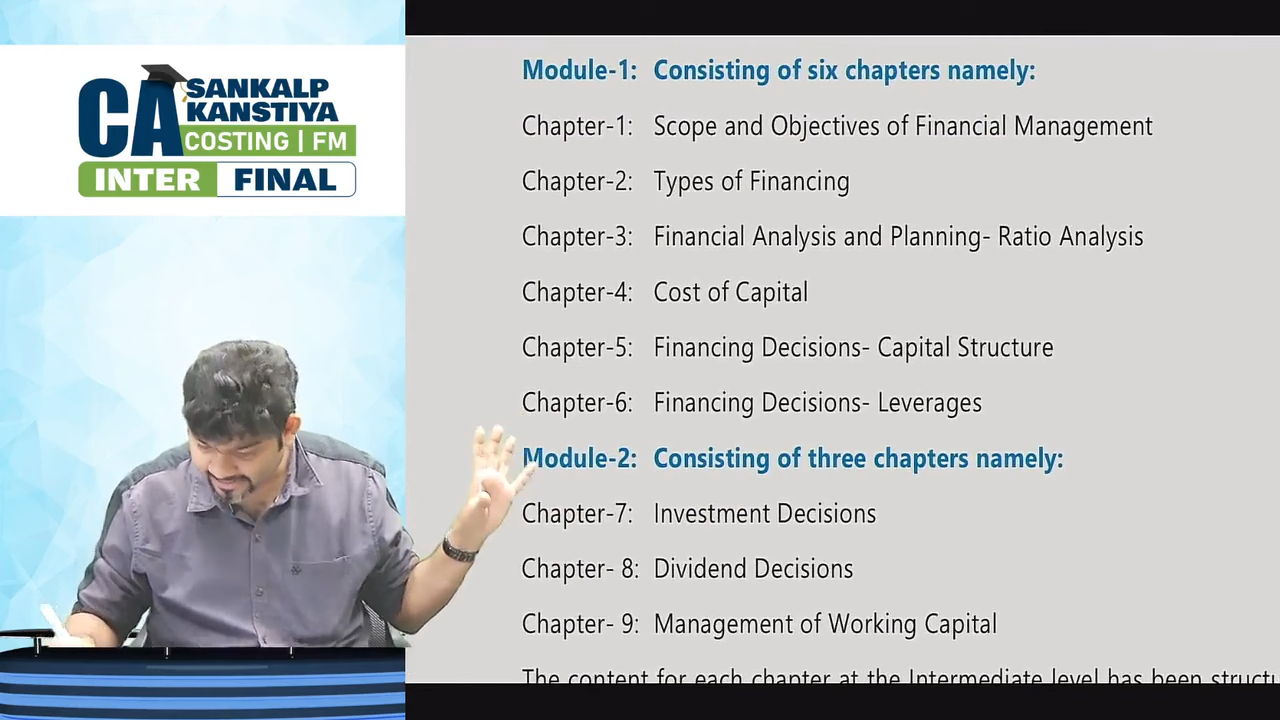 CA SANKALP
KANSTIYA
COSTING | FM
INTER FINAL
Module-1: Consisting of six chapters namely:
Chapter-1: Scope and Objectives of Financial Management
Chapter-2: Types of Financing
Chapter-3: Financial Analysis and Planning- Ratio Analysis
Chapter-4: Cost of Capital
Chapter-5: Financing Decisions- Capital Structure
Chapter-6: Financing Decisions- Leverages
Module-2: Consisting of three chapters namely:
Chapter-7: Investment Decisions
Chapter- 8: Dividend Decisions
Chapter- 9: Management of Working Capital
The content for each chapter at the Intermediate level has been